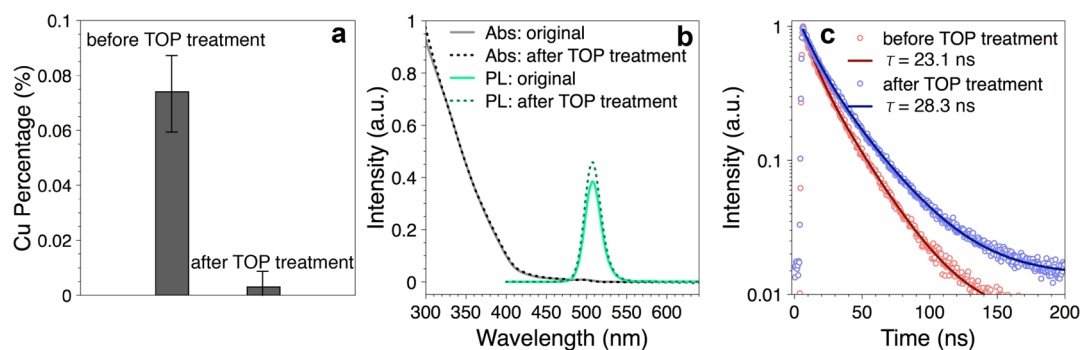 a
before TOP treatment
after TOP treatment
Cu Percentage (%)
0.1
0.08
0.06
0.04
0.02
0
b
Abs: original
Abs: after TOP treatment
PL: original
PL: after TOP treatment
Intensity (a.u.)
1
0.8
0.6
0.4
0.2
0
300 350 400 450 500 550 600
Wavelength (nm)
c
before TOP treatment
τ = 23.1 ns
after TOP treatment
τ = 28.3 ns
Intensity (a.u.)
1
0.1
0.01
0 50 100 150 200
Time (ns)